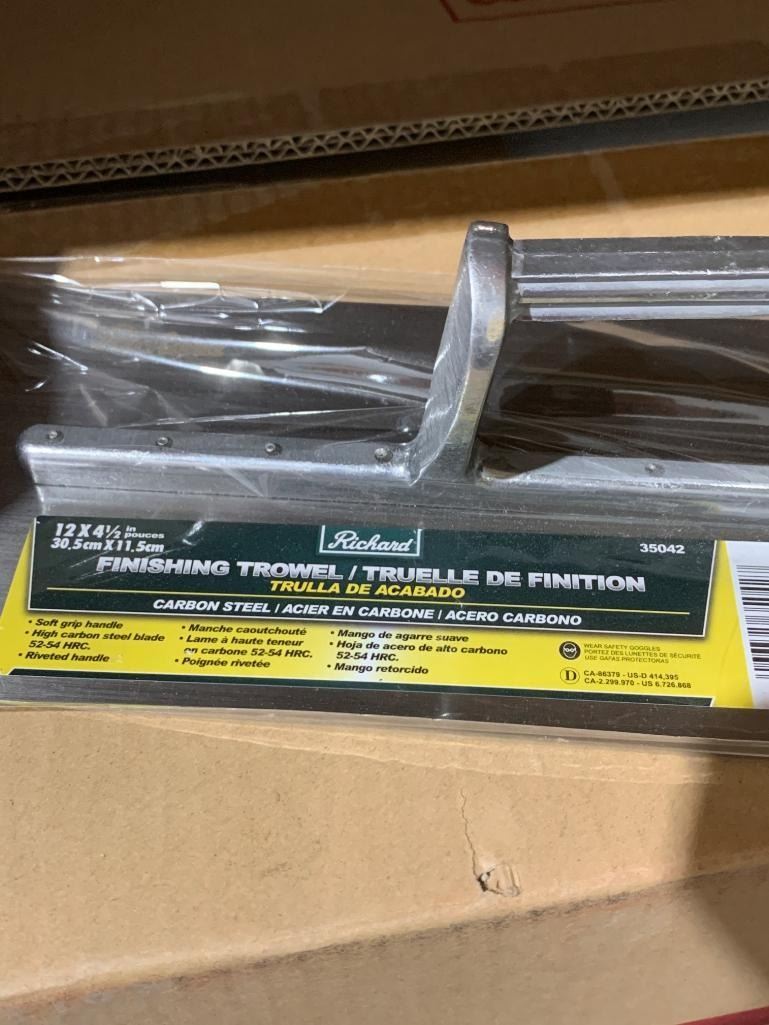 12 X 4½ in
pouces
30,5cm X 11,5cm
Richard
35042
FINISHING TROWEL / TRUELLE DE FINITION
TRULLA DE ACABADO
CARBON STEEL / ACIER EN CARBONE / ACERO CARBONO
• Soft grip handle
• High carbon steel blade
52-54 HRC.
• Riveted handle
• Manche caoutchouté
• Lame à haute teneur
en carbone 52-54 HRC.
• Poignée rivetée
• Mango de agarre suave
• Hoja de acero de alto carbono
52-54 HRC.
• Mango retorcido
WEAR SAFETY GOGGLES
PORTEZ DES LUNETTES DE SÉCURITÉ
USE GAFAS PROTECTORAS
D CA-86379 - US-D 414,395
CA-2.299.970 - US 6.726.868